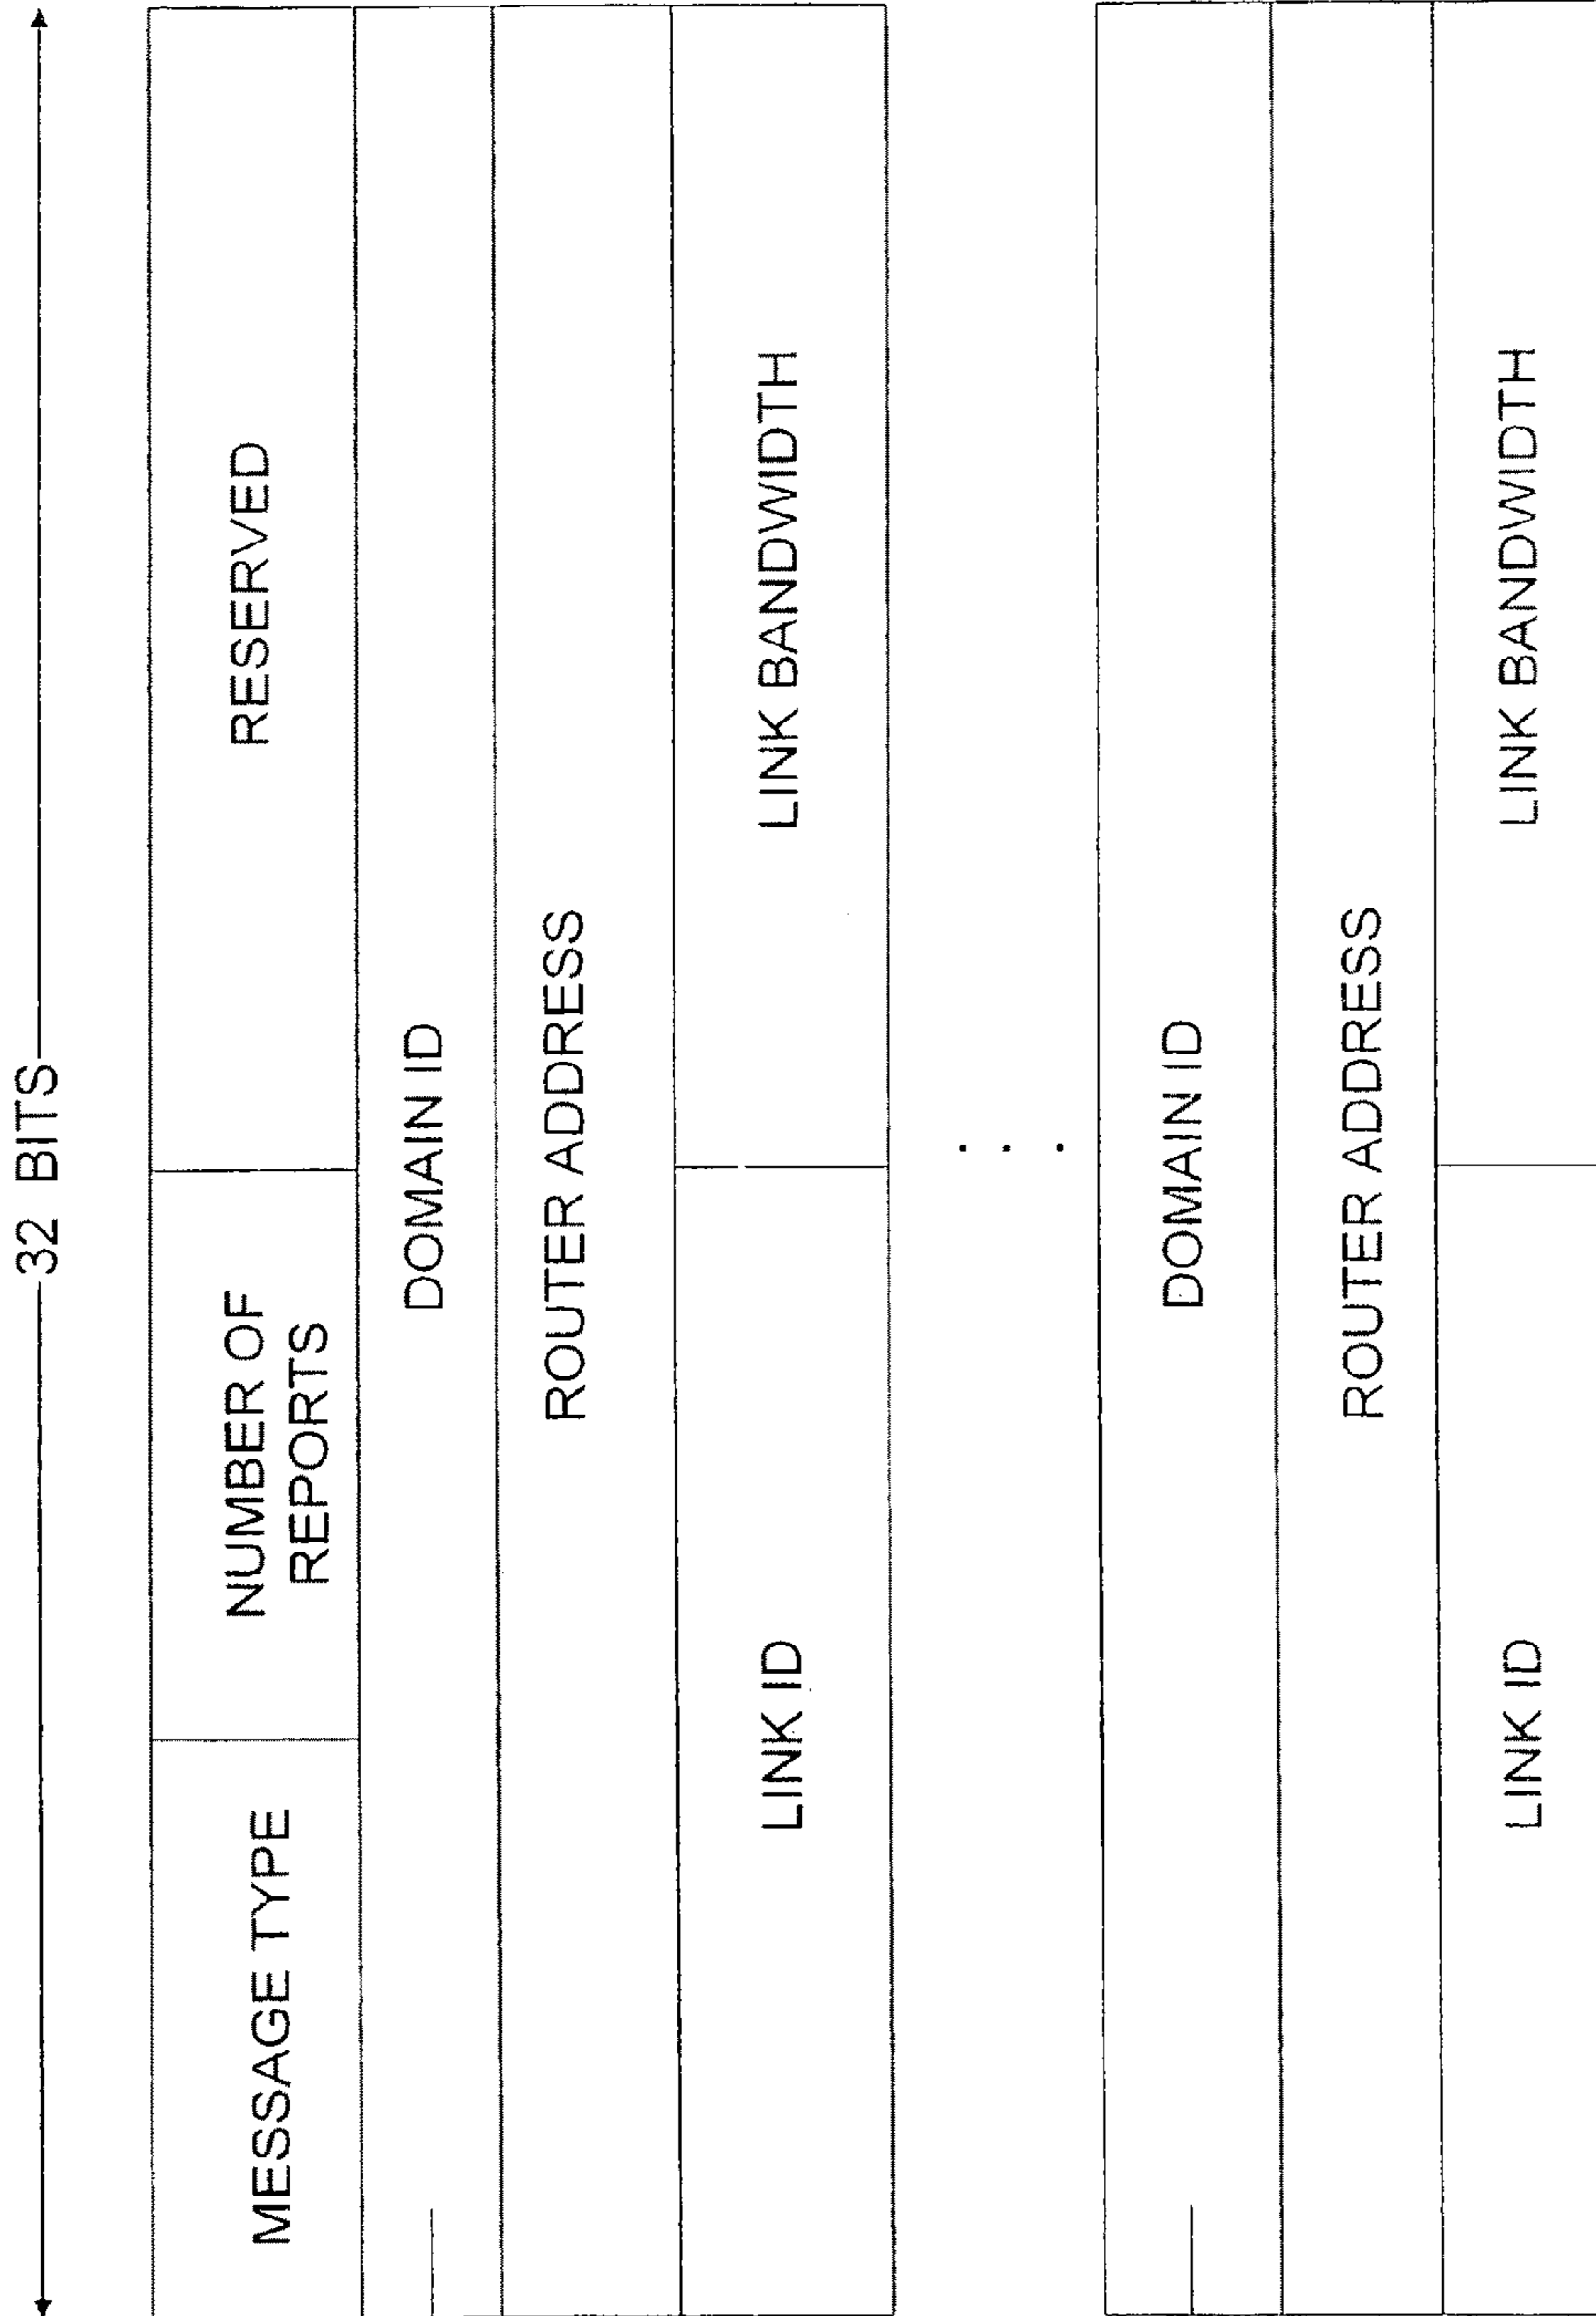 32 BITS
MESSAGE TYPE
NUMBER OF
REPORTS
RESERVED
DOMAIN ID
ROUTER ADDRESS
LINK ID
LINK BANDWIDTH
. . .
DOMAIN ID
ROUTER ADDRESS
LINK ID
LINK BANDWIDTH